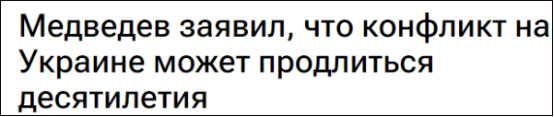 Медведев заявил, что конфликт на
Украине может продлиться
десятилетия